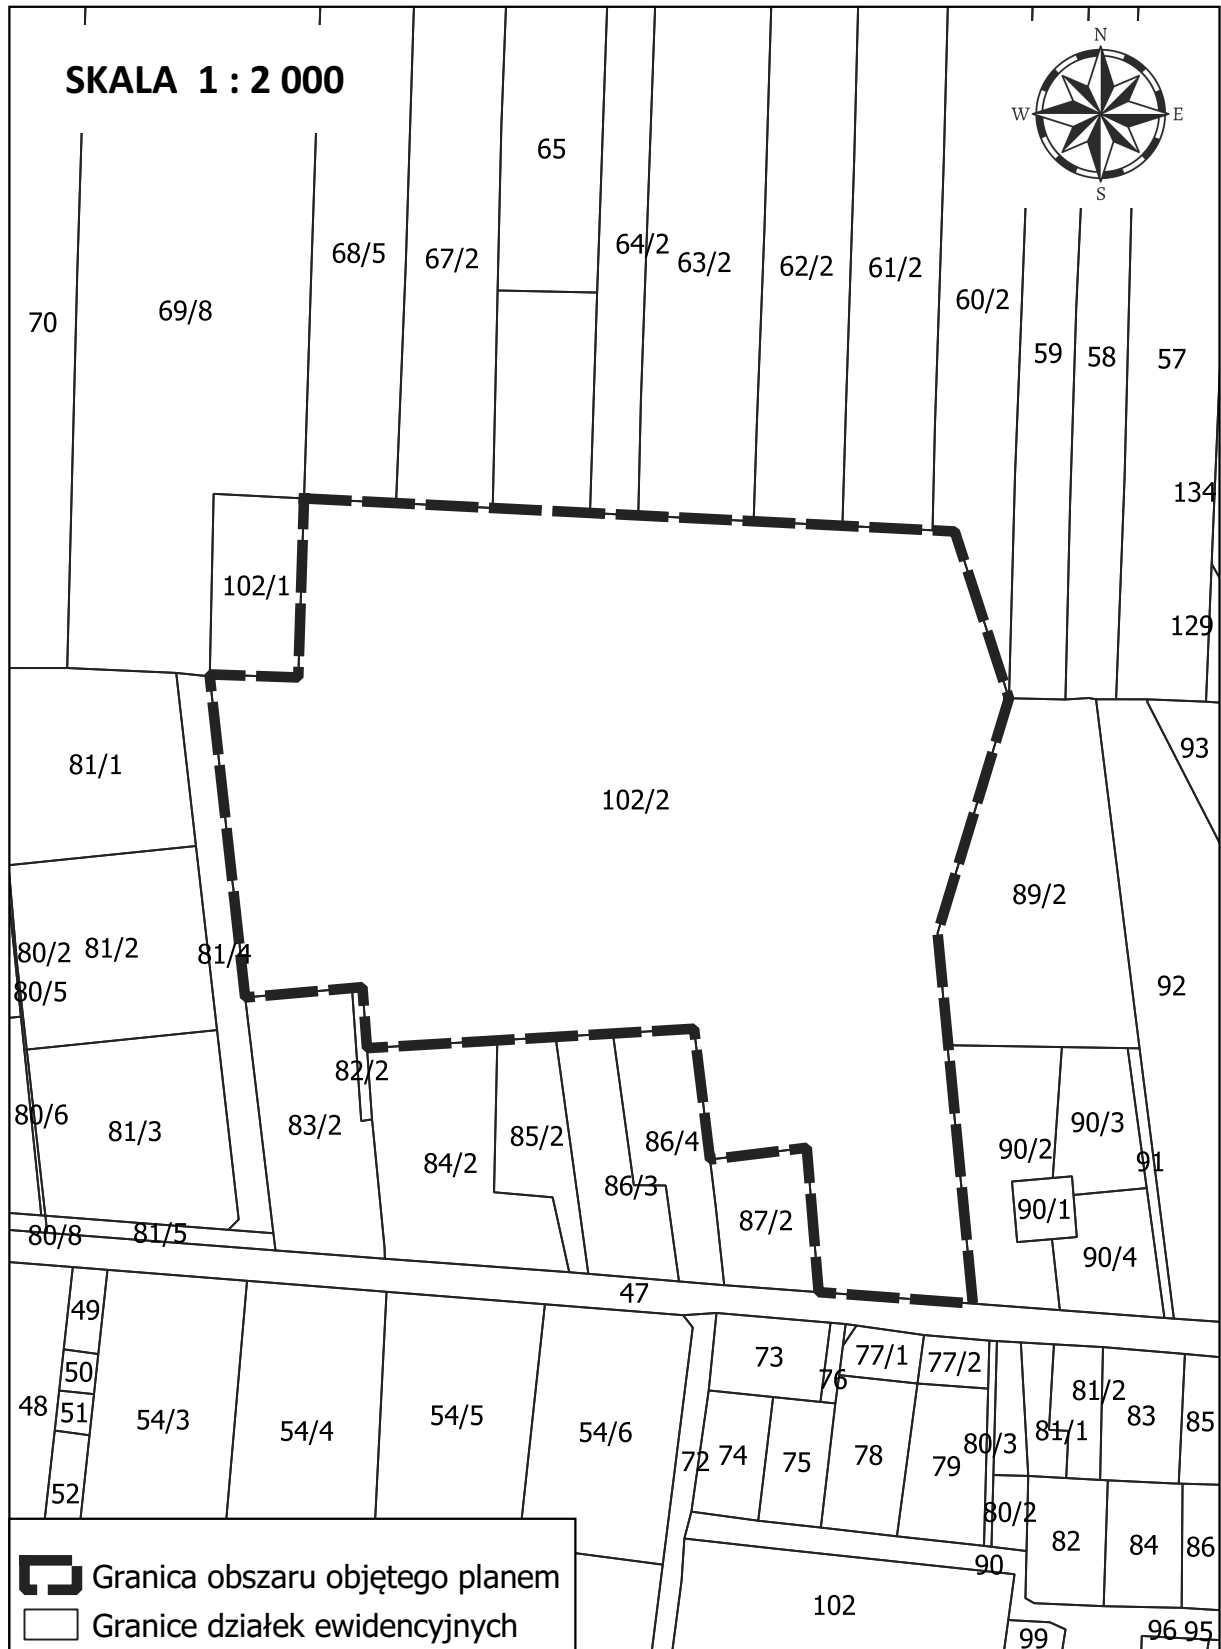 N
SKALA 1 : 2 000
W E
S
65
68/5 67/2 64/2 63/2 62/2 61/2
70 69/8 60/2
59 58 57
134
102/1
129
81/1 93
102/2
89/2
80/2 81/2 81/4
80/5 92
82/2
80/6 81/3 83/2 85/2 86/4 90/3
84/2 86/3 90/2 91
87/2 90/1
80/8 81/5 90/4
47
49
73 77/1 77/2
50 76
48 51 54/3 54/4 54/5 54/6 81/2 83 85
72 74 75 78 79 80/3 81/1
52
80/2 82 84 86
90
Granica obszaru objętego planem
102
Granice działek ewidencyjnych
99 96 95